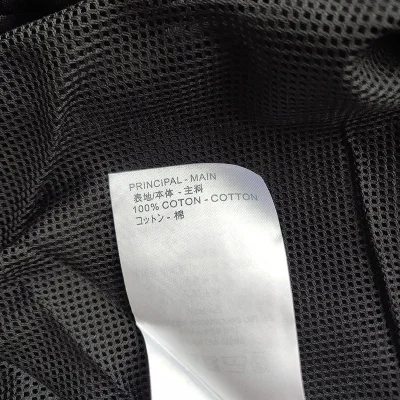 PRINCIPAL - MAIN
表地/本体 - 主料
100% COTON - COTTON
コットン - 棉